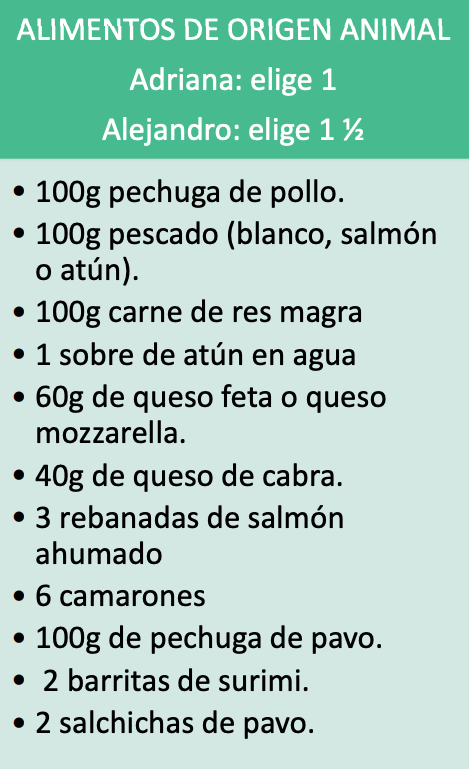 ALIMENTOS DE ORIGEN ANIMAL
Adriana: elige 1
Alejandro: elige 1 ½
• 100g pechuga de pollo.
• 100g pescado (blanco, salmón
o atún).
• 100g carne de res magra
• 1 sobre de atún en agua
• 60g de queso feta o queso
mozzarella.
• 40g de queso de cabra.
• 3 rebanadas de salmón
ahumado
• 6 camarones
• 100g de pechuga de pavo.
• 2 barritas de surimi.
• 2 salchichas de pavo.